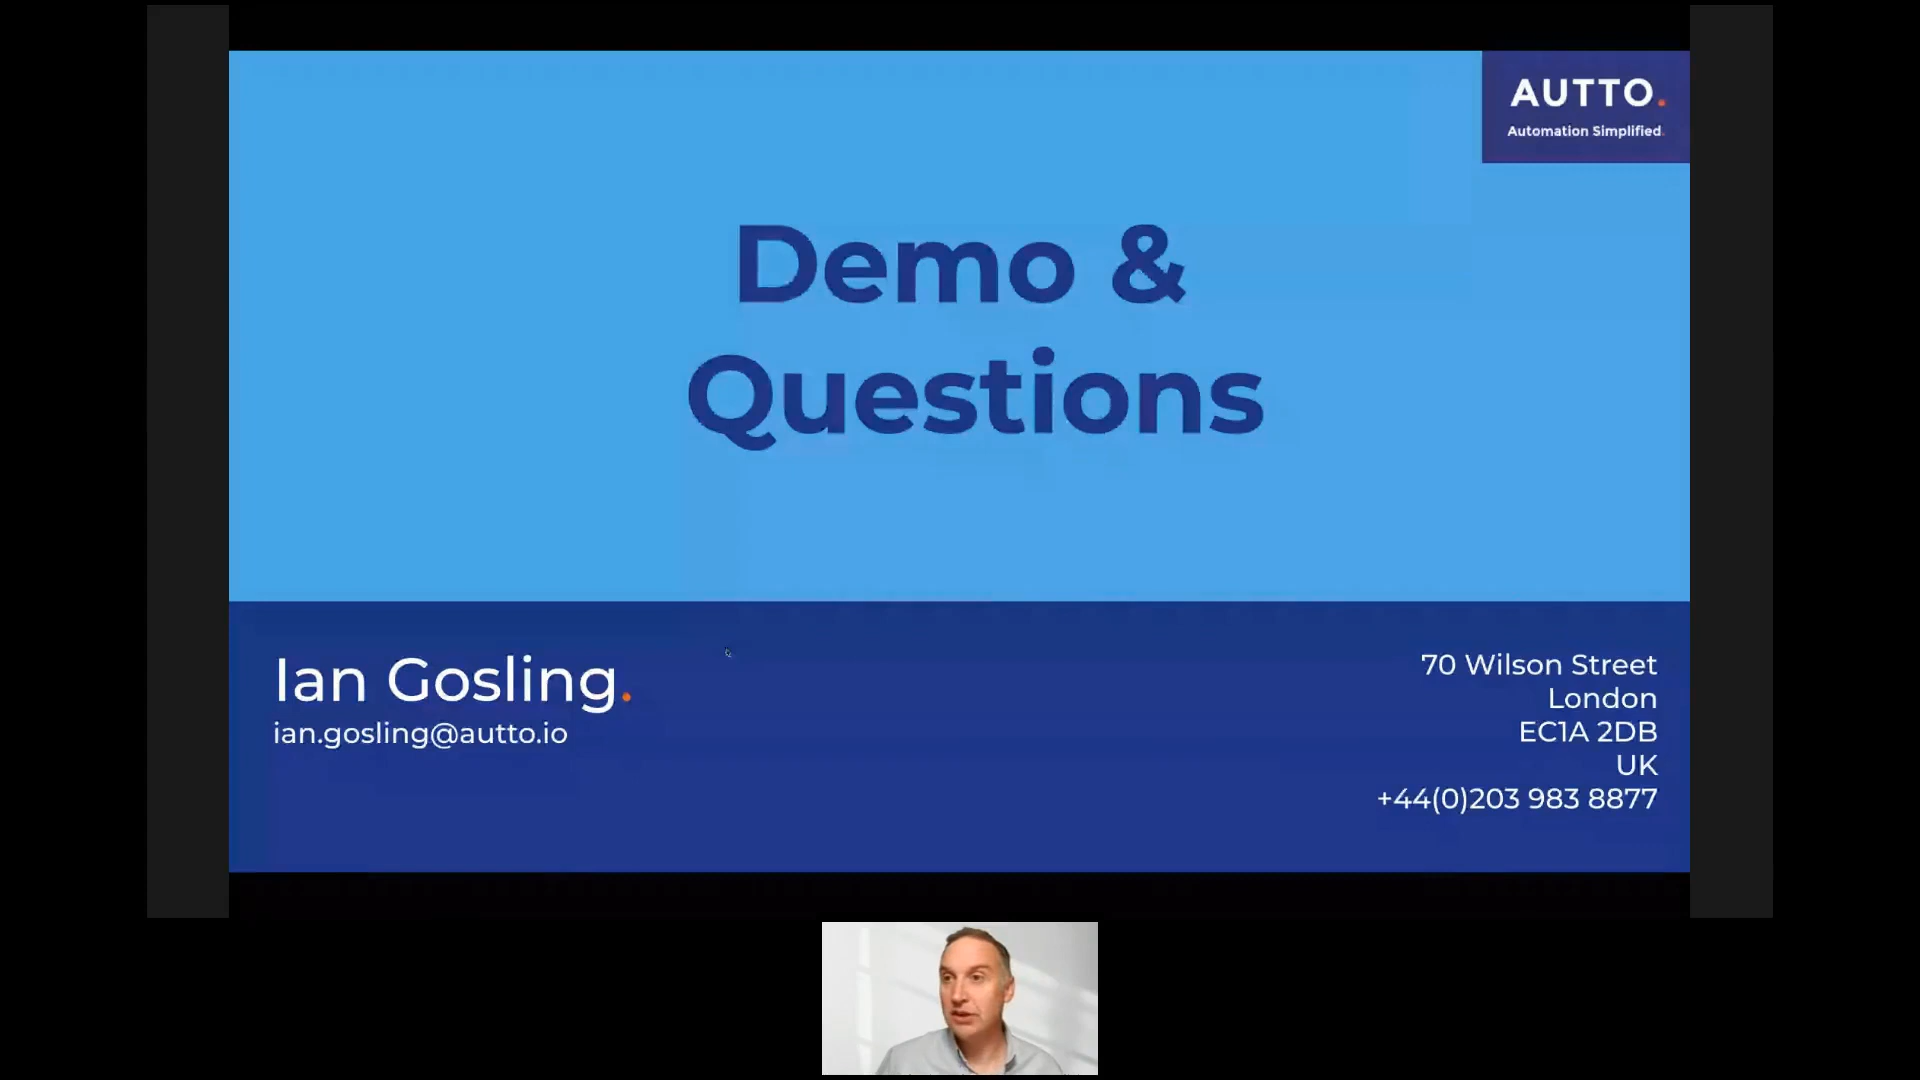 AUTTO.
Automation Simplified.
Demo &
Questions
Ian Gosling.
ian.gosling@autto.io
70 Wilson Street
London
EC1A 2DB
UK
+44(0)203 983 8877